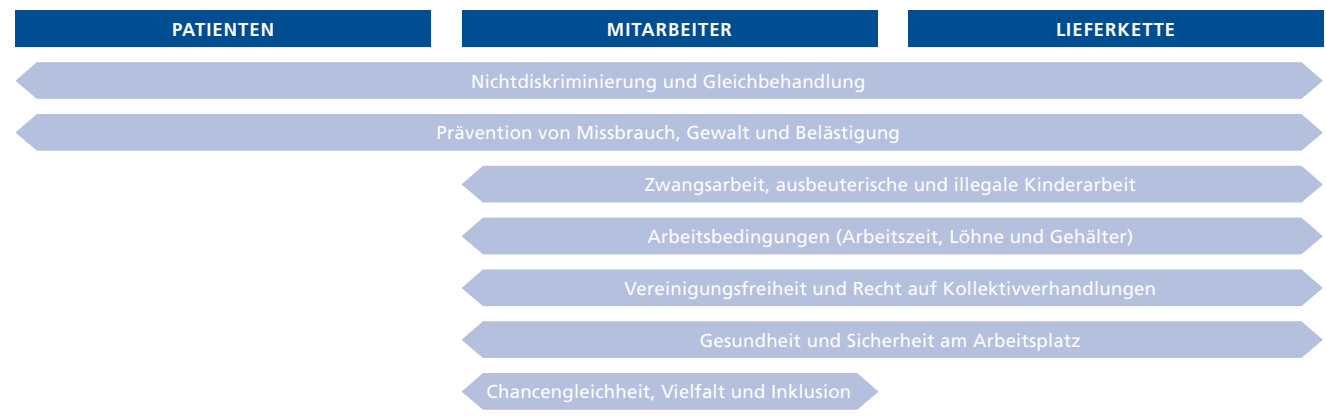 PATIENTEN
MITARBEITER
LIEFERKETTE
Nichtdiskriminierung und Gleichbehandlung
Prävention von Missbrauch, Gewalt und Belästigung
Zwangsarbeit, ausbeuterische und illegale Kinderarbeit
Arbeitsbedingungen (Arbeitszeit, Löhne und Gehälter)
Vereinigungsfreiheit und Recht auf Kollektivverhandlungen
Gesundheit und Sicherheit am Arbeitsplatz
Chancengleichheit, Vielfalt und Inklusion